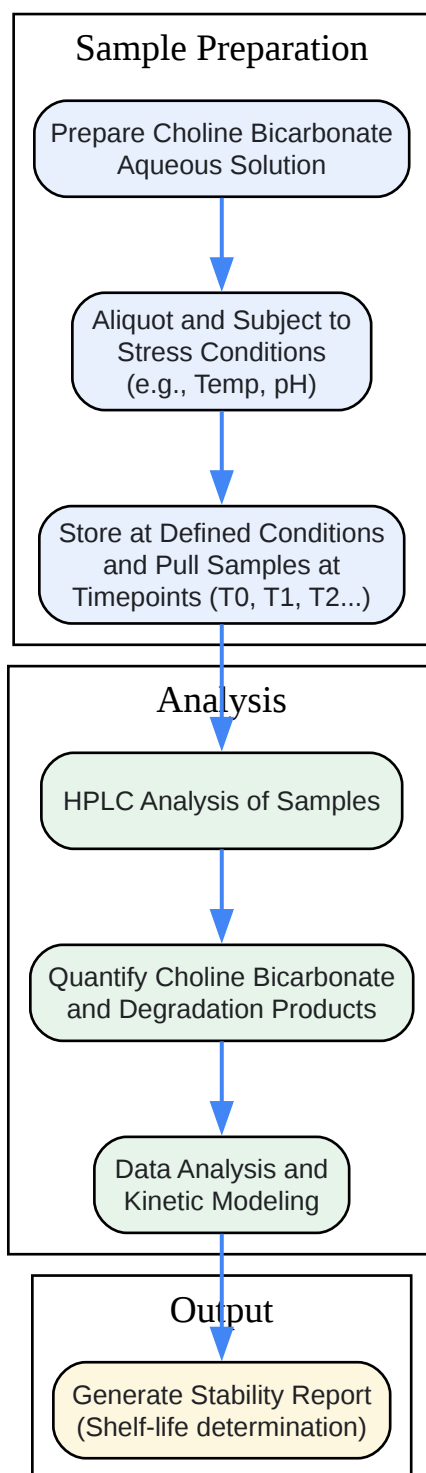 Sample Preparation
Prepare Choline Bicarbonate
Aqueous Solution
Aliquot and Subject to
Stress Conditions
(e.g., Temp, pH)
Store at Defined Conditions
and Pull Samples at
Timepoints (T0, T1, T2...)
Analysis
HPLC Analysis of Samples
Quantify Choline Bicarbonate
and Degradation Products
Data Analysis and
Kinetic Modeling
Output
Generate Stability Report
(Shelf-life determination)